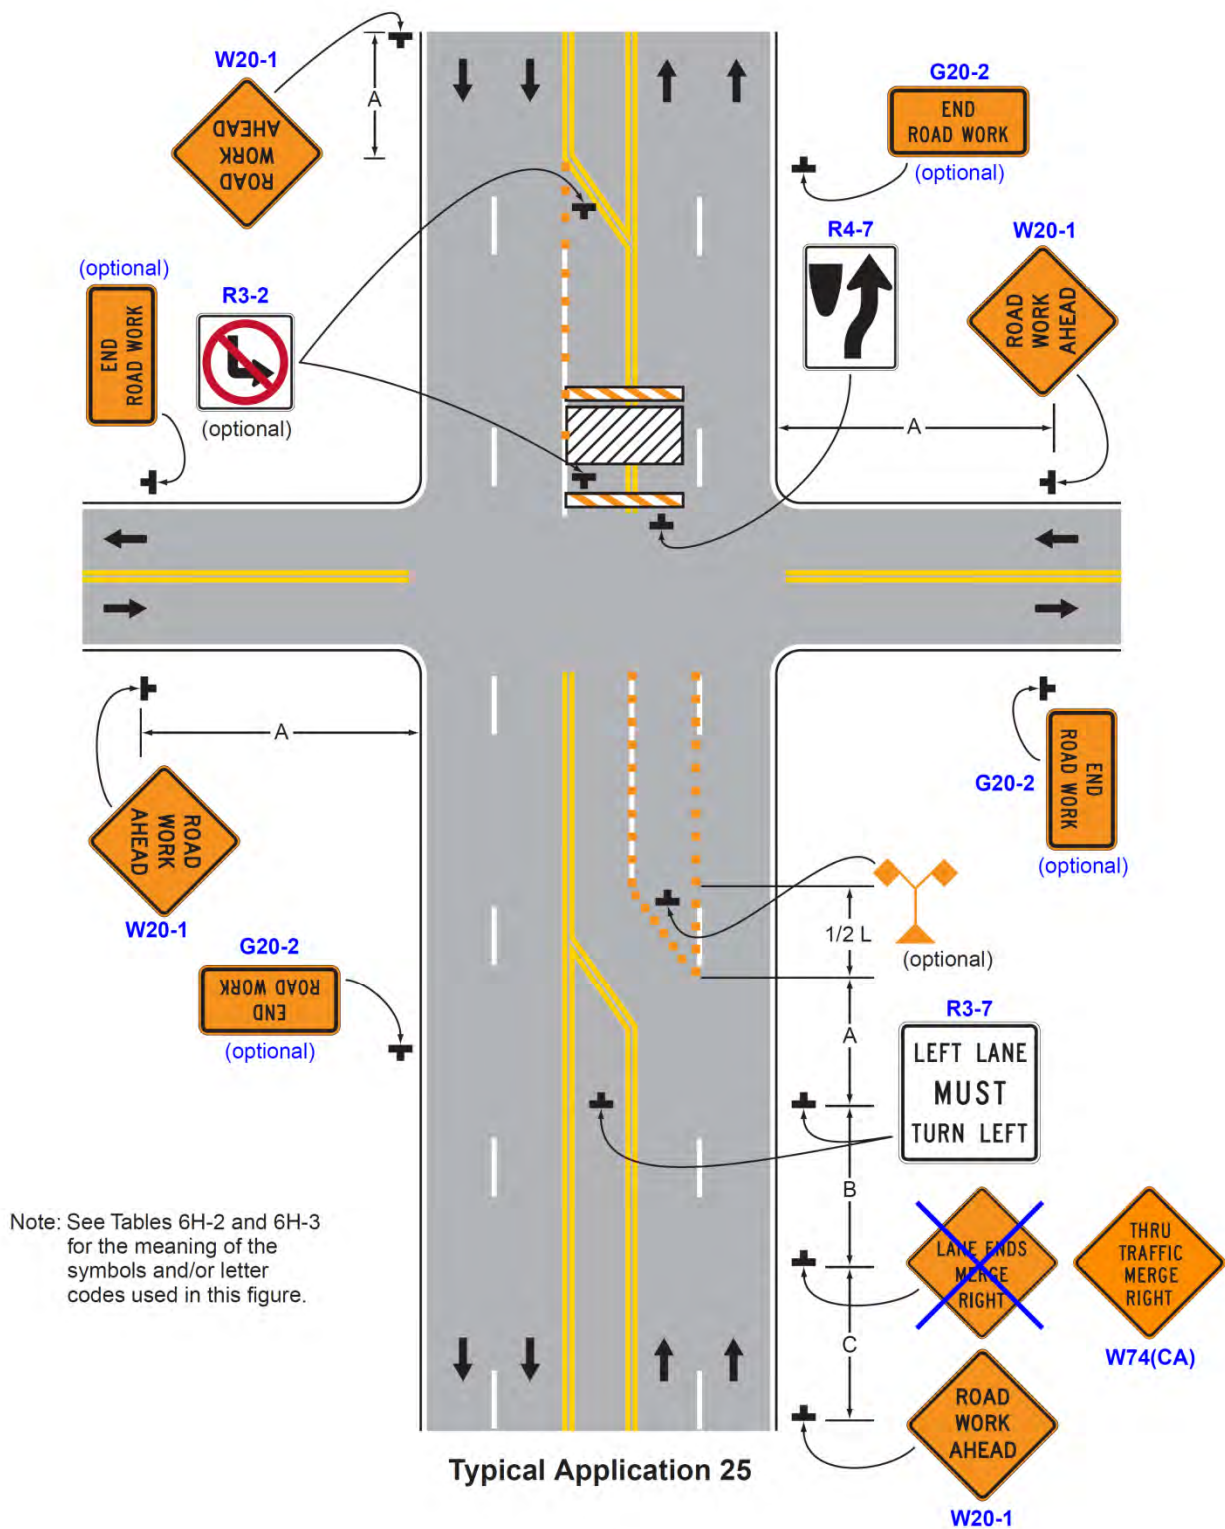 W20-1
ROAD
WORK
AHEAD
A
G20-2
END
ROAD WORK
(optional)
R4-7
W20-1
ROAD
WORK
AHEAD
(optional)
END
ROAD WORK
R3-2
(optional)
A
A
ROAD
WORK
AHEAD
W20-1
G20-2
END
ROAD WORK
(optional)
G20-2
END
ROAD WORK
(optional)
1/2 L
(optional)
A
R3-7
LEFT LANE
MUST
TURN LEFT
B
Note: See Tables 6H-2 and 6H-3
for the meaning of the
symbols and/or letter
codes used in this figure.
LANE ENDS
MERGE
RIGHT
THRU
TRAFFIC
MERGE
RIGHT
W74(CA)
C
ROAD
WORK
AHEAD
W20-1
Typical Application 25